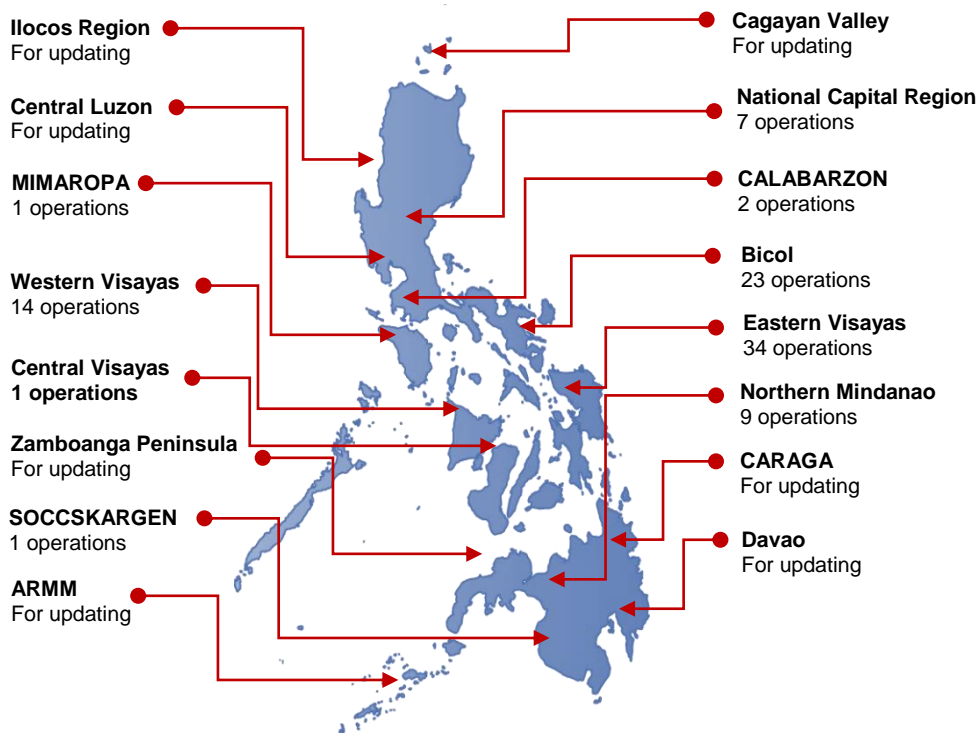 Ilocos Region
For updating
Central Luzon
For updating
MIMAROPA
1 operations
Western Visayas
14 operations
Central Visayas
1 operations
Zamboanga Peninsula
For updating
SOCCSKARGEN
1 operations
ARMM
For updating
Cagayan Valley
For updating
National Capital Region
7 operations
CALABARZON
2 operations
Bicol
23 operations
Eastern Visayas
34 operations
Northern Mindanao
9 operations
CARAGA
For updating
Davao
For updating